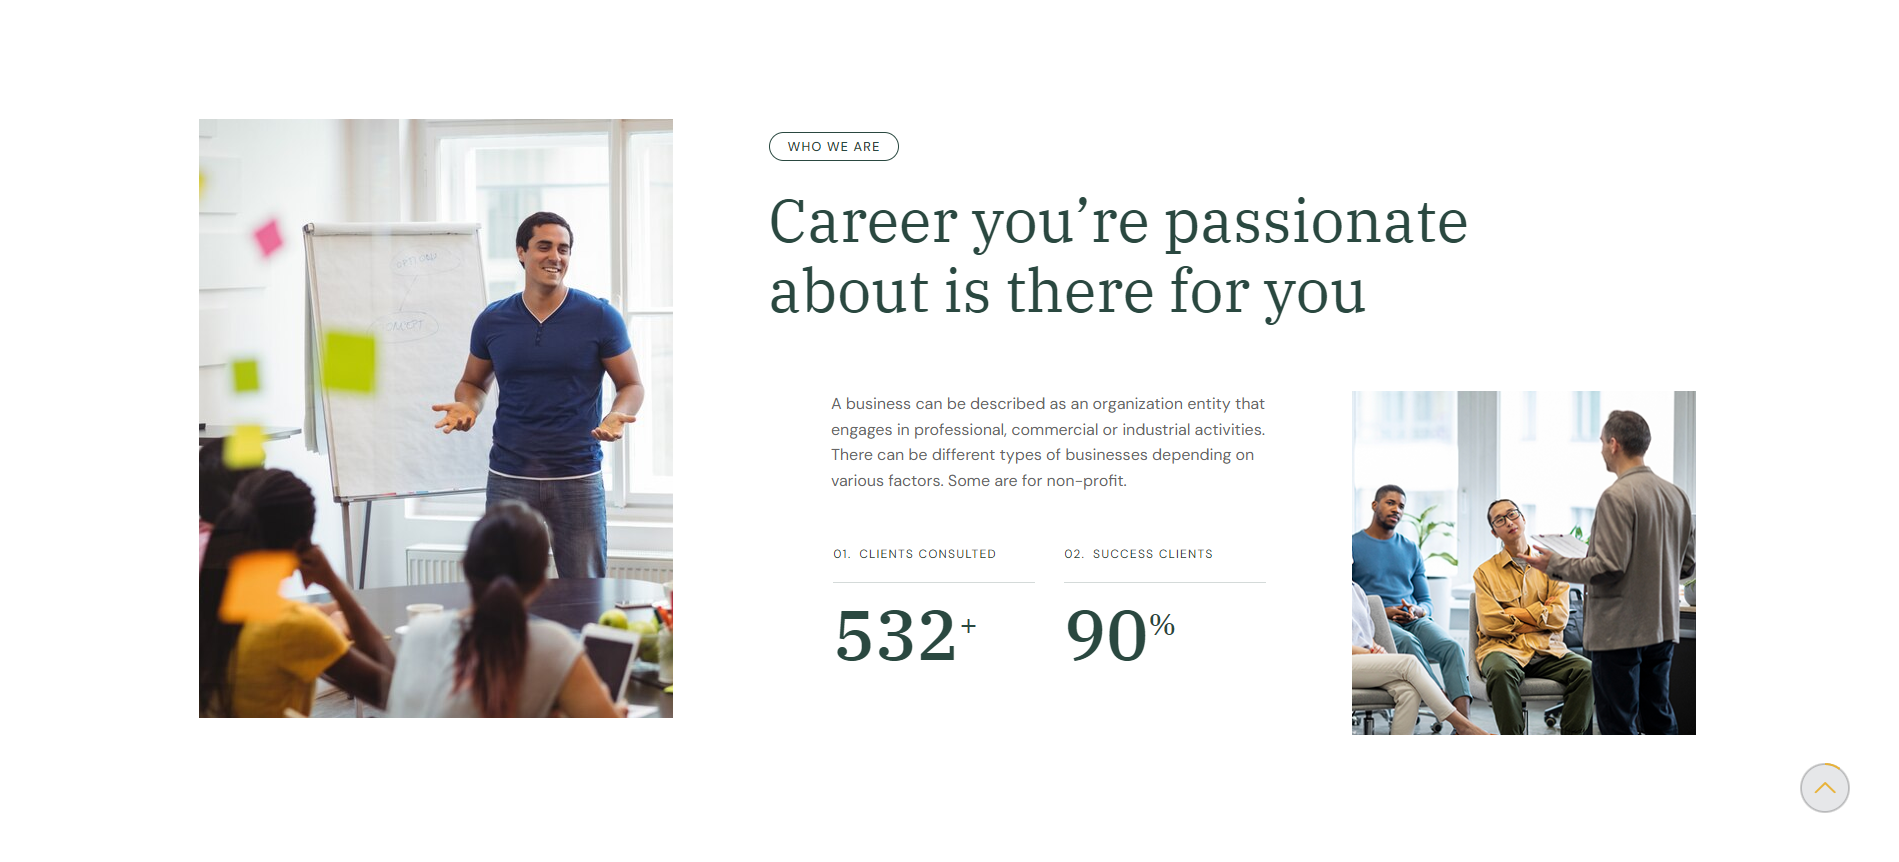 WHO WE ARE
Career you’re passionate
about is there for you
A business can be described as an organization entity that
engages in professional, commercial or industrial activities.
There can be different types of businesses depending on
various factors. Some are for non-profit.
01. CLIENTS CONSULTED
532+
02. SUCCESS CLIENTS
90%